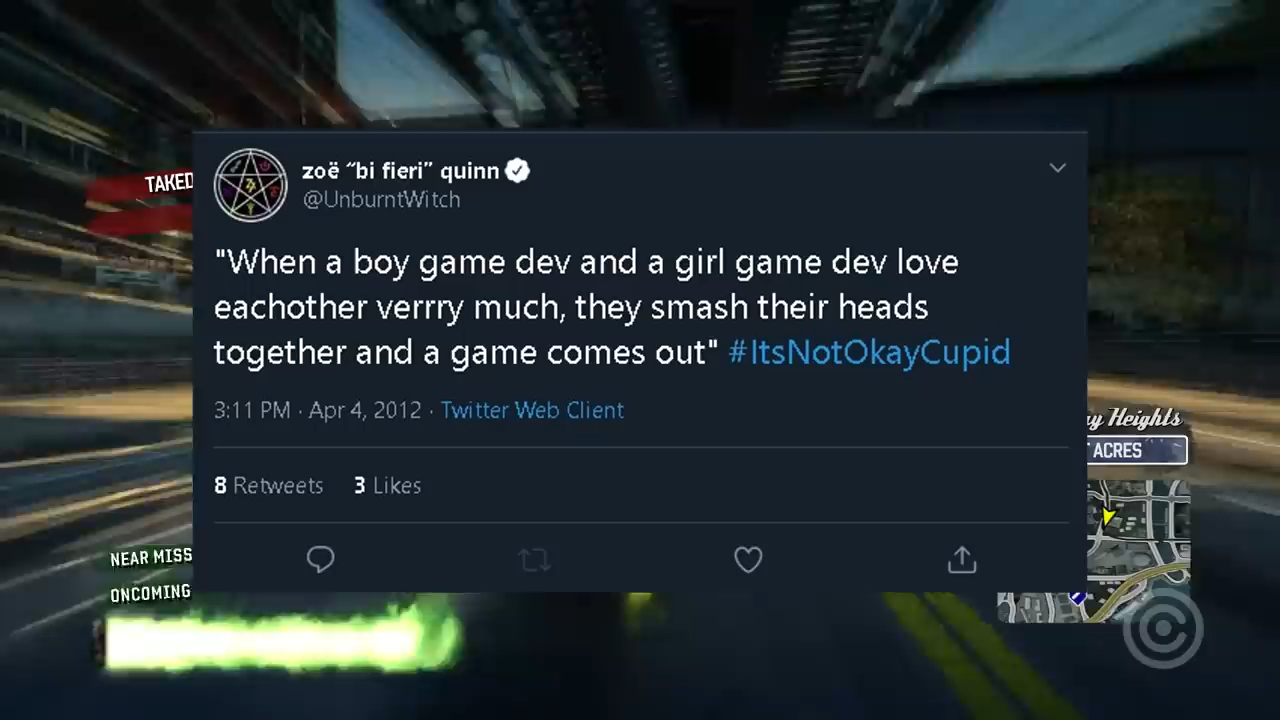 TAKED
zoë “bi fieri” quinn
@UnburntWitch
"When a boy game dev and a girl game dev love
eachother verrry much, they smash their heads
together and a game comes out" #ItsNotOkayCupid
3:11 PM · Apr 4, 2012 · Twitter Web Client
8 Retweets 3 Likes
ay Heights
ACRES
NEAR MISS
ONCOMING